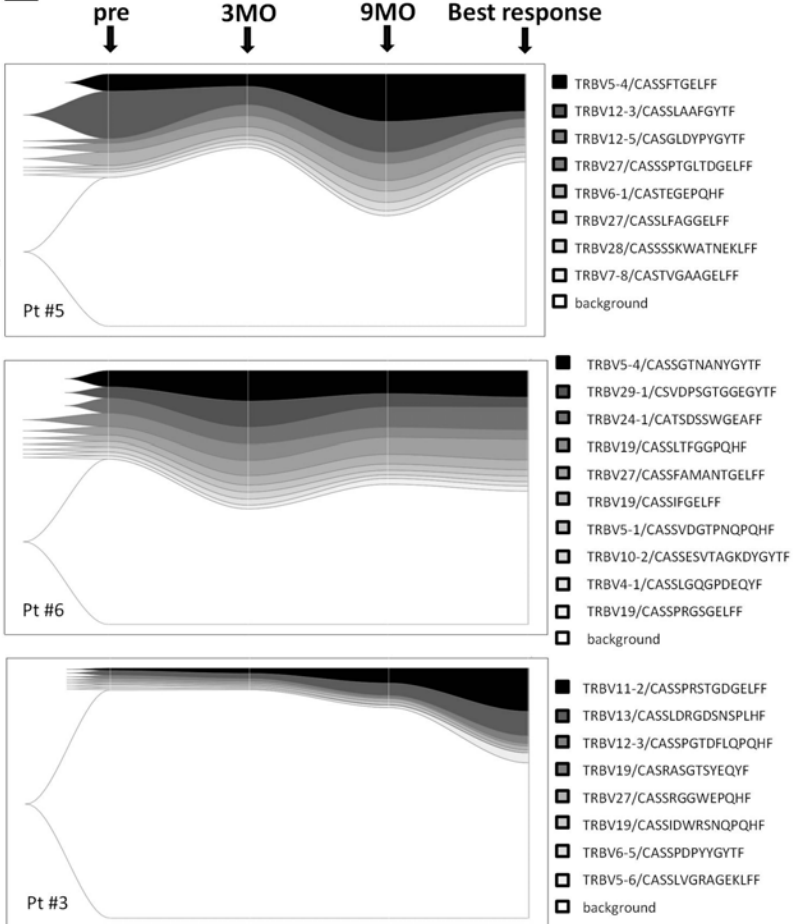 pre 3MO 9MO Best response
TRBV5-4/CASSFTGELFF
TRBV12-3/CASSLAAFGYTF
TRBV12-5/CASGLDYPYGYTF
TRBV27/CASSSPTGLTDGELFF
TRBV6-1/CASTEGEPQHF
TRBV27/CASSLFAGGELFF
TRBV28/CASSSSKWATNEKLFF
TRBV7-8/CASTVGAAGELFF
background
Pt #5
TRBV5-4/CASSGTNANYGYTF
TRBV29-1/CSVDPSGTGGEGYTF
TRBV24-1/CATSDSSWGEAFF
TRBV19/CASSLTFGGPQHF
TRBV27/CASSFAMANTGELFF
TRBV19/CASSIFGELFF
TRBV5-1/CASSVDGTPNQPQHF
TRBV10-2/CASSESVTAGKDYGYTF
TRBV4-1/CASSLGQGPDEQYF
TRBV19/CASSPRGSGELFF
background
Pt #6
TRBV11-2/CASSPRSTGDGELFF
TRBV13/CASSLDRGDSNSPLHF
TRBV12-3/CASSPGTDFLQPQHF
TRBV19/CASRASGTSYEQYF
TRBV27/CASSRGGWEPQHF
TRBV19/CASSIDWRSNQPQHF
TRBV6-5/CASSPDPYYGYTF
TRBV5-6/CASSLVGRAGEKLFF
background
Pt #3